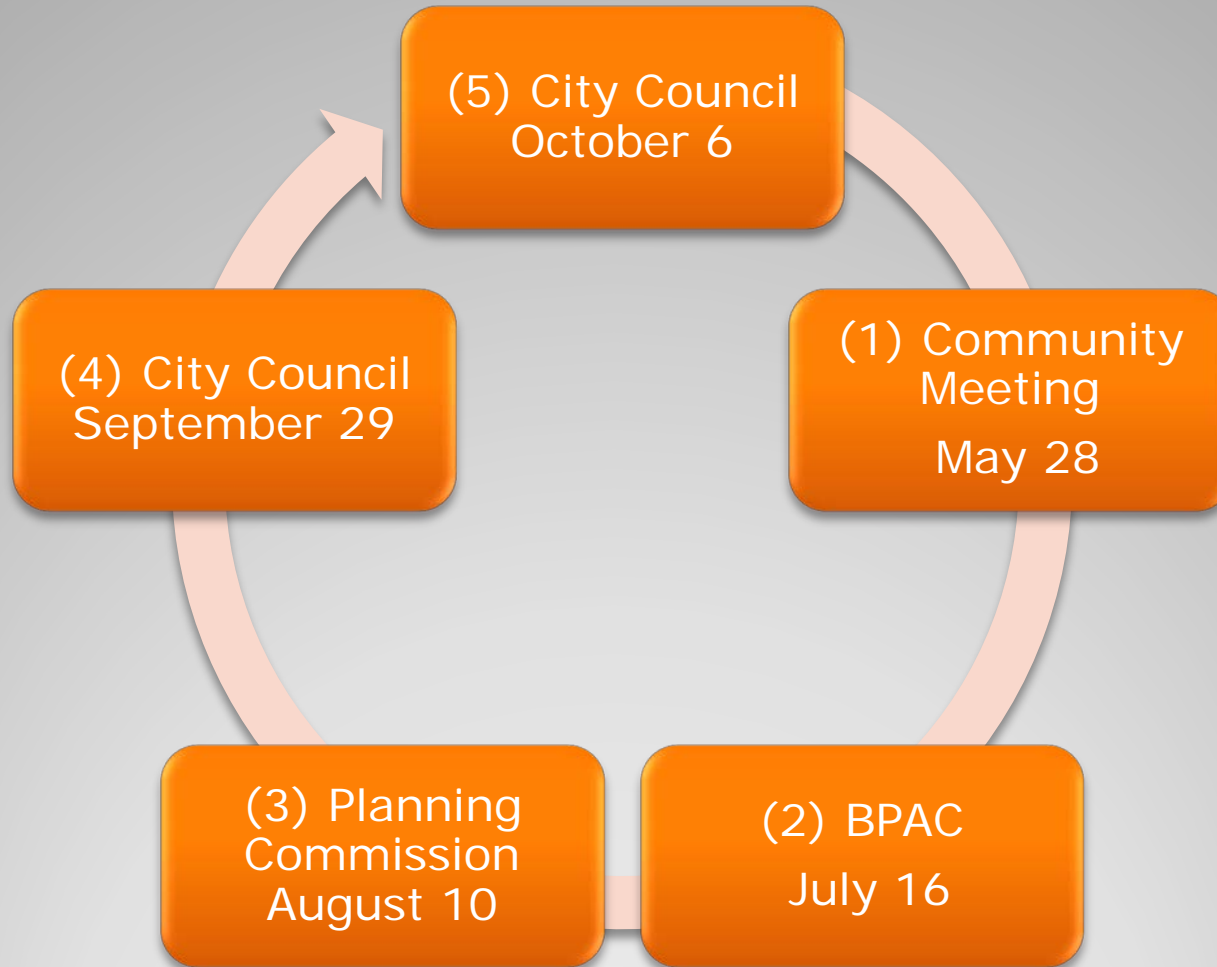 (5) City Council
October 6
(1) Community
Meeting
May 28
(2) BPAC
July 16
(3) Planning
Commission
August 10
(4) City Council
September 29